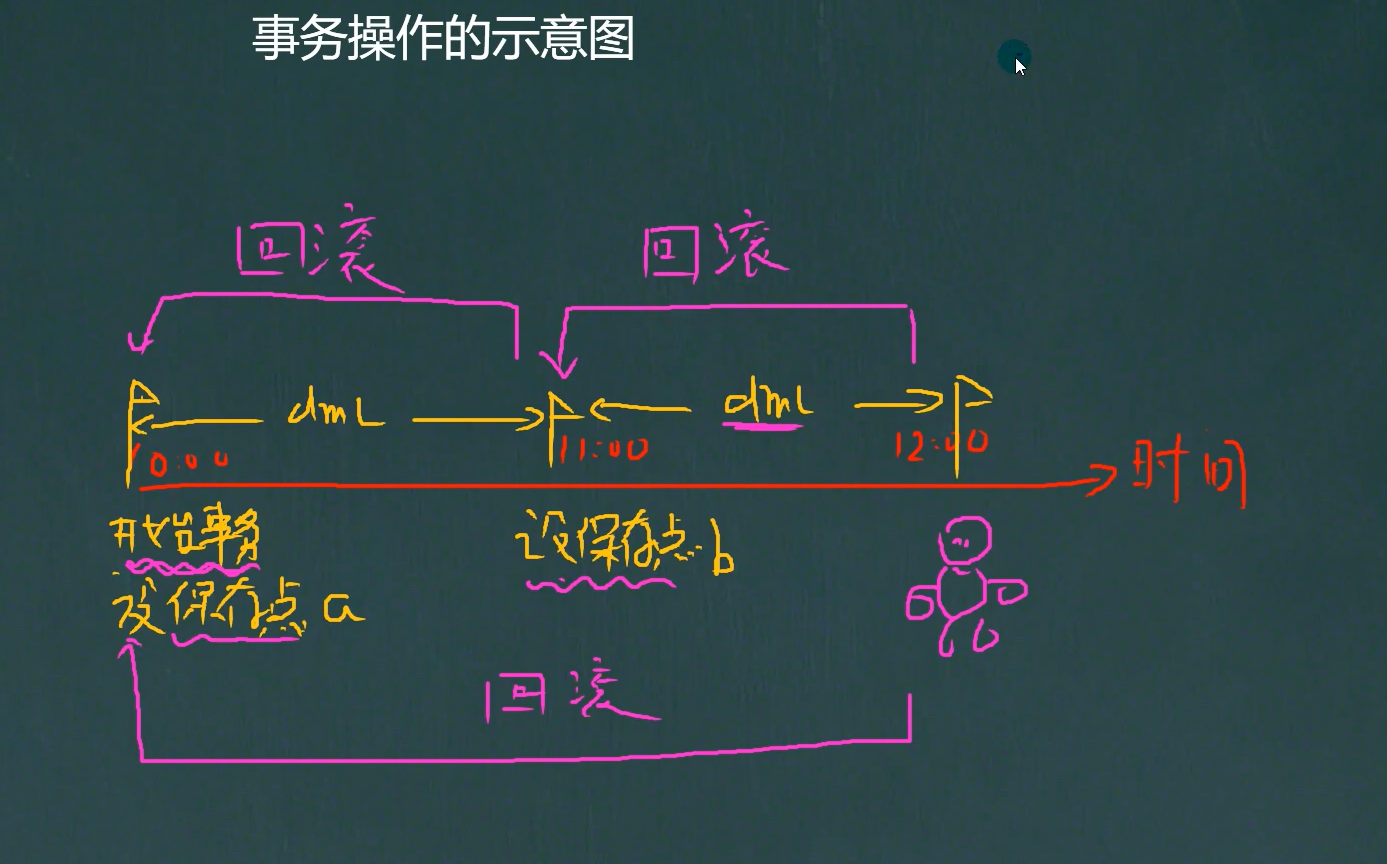 事务操作的示意图
回滚
回滚
dml
dml
10:00
11:00
12:00
时间
开始事务
设保存点 b
设保存点 a
回滚